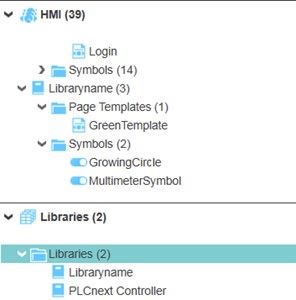 HMI (39)
Login
Symbols (14)
Libraryname (3)
Page Templates (1)
GreenTemplate
Symbols (2)
GrowingCircle
MultimeterSymbol
Libraries (2)
Libraries (2)
Libraryname
PLCnext Controller